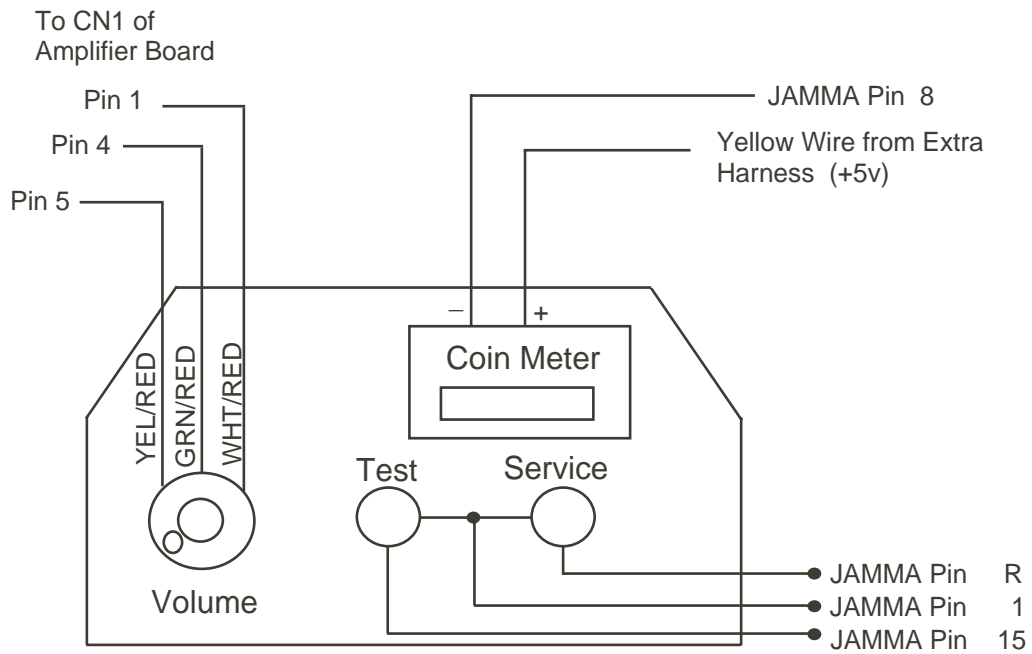 To CN1 of
Amplifier Board
Pin 1
Pin 4
Pin 5
JAMMA Pin 8
Yellow Wire from Extra
Harness (+5v)
YEL/RED
GRN/RED
WHT/RED
– +
Coin Meter
Test
Service
Volume
JAMMA Pin R
JAMMA Pin 1
JAMMA Pin 15